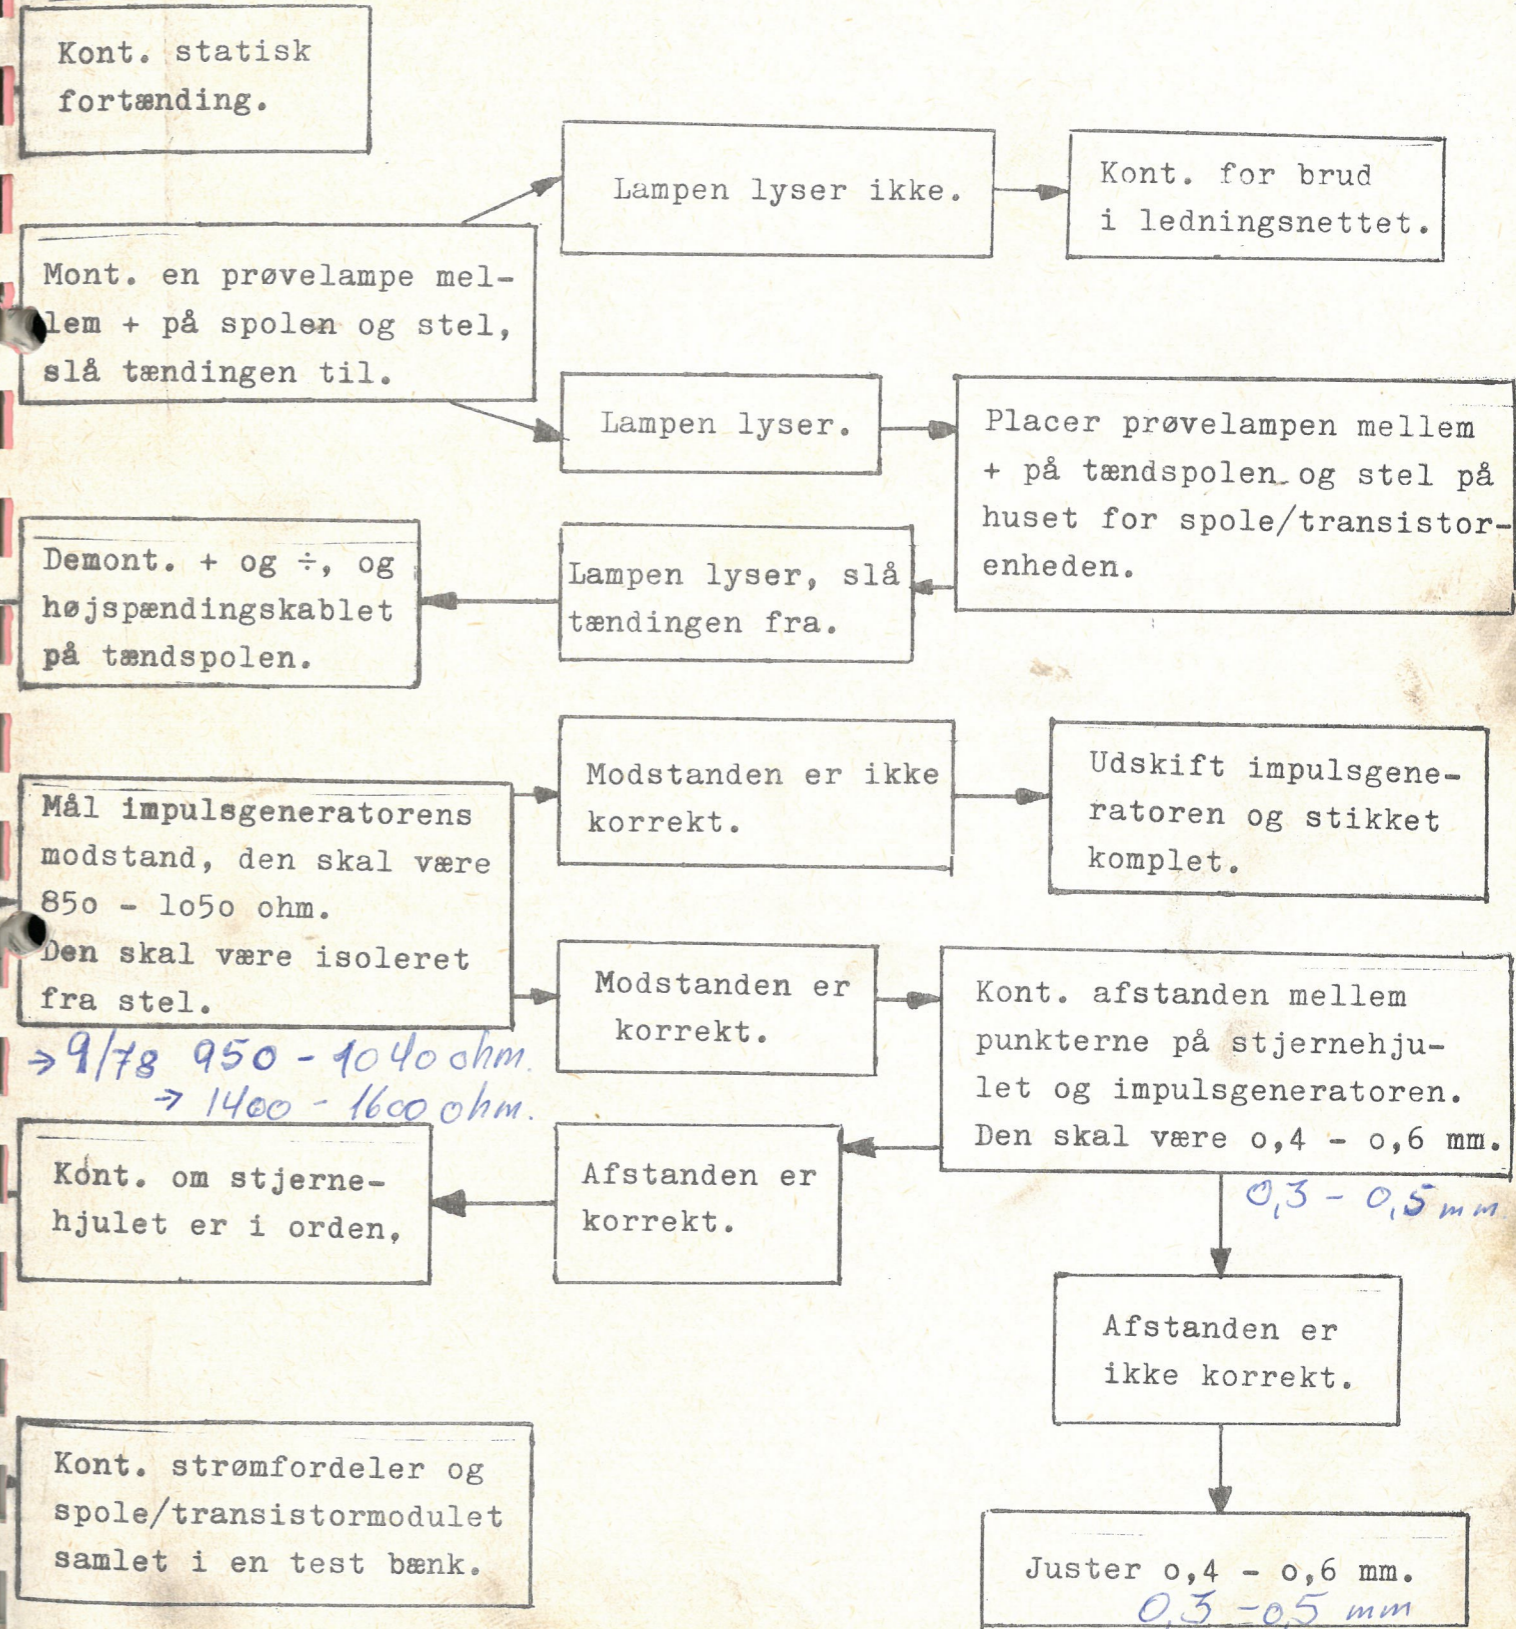 Kont. statisk
fortænding.
Lampen lyser ikke.
Kont. for brud
i ledningsnettet.
Mont. en prøvelampe mel-
lem + på spolen og stel,
slå tændingen til.
Lampen lyser.
Placer prøvelampen mellem
+ på tændspolen og stel på
huset for spole/transistor-
enheden.
Lampen lyser, slå
tændingen fra.
Demont. + og ÷, og
højspændingskablet
på tændspolen.
Mål impulsgeneratorens
modstand, den skal være
85o - lo5o ohm.
Den skal være isoleret
fra stel.
→ 9/78 950 - 1040 ohm.
→ 1400 - 1600 ohm.
Modstanden er ikke
korrekt.
Udskift impulsgene-
ratoren og stikket
komplet.
Modstanden er
korrekt.
Kont. afstanden mellem
punkterne på stjernehju-
let og impulsgeneratoren.
Den skal være o,4 - o,6 mm.
0,3 - 0,5 mm
Afstanden er
korrekt.
Kont. om stjerne-
hjulet er i orden,
Afstanden er
ikke korrekt.
Juster o,4 - o,6 mm.
0,3 - 0,5 mm
Kont. strømfordeler og
spole/transistormodulet
samlet i en test bænk.